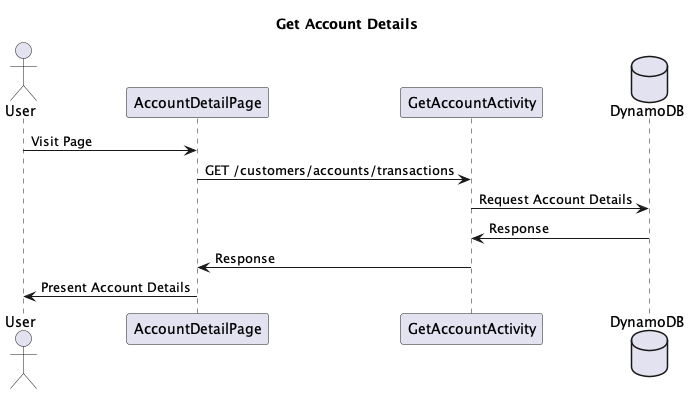 Get Account Details
User
AccountDetailPage
GetAccountActivity
DynamoDB
Visit Page
GET /customers/accounts/transactions
Request Account Details
Response
Response
Present Account Details
User
AccountDetailPage
GetAccountActivity
DynamoDB